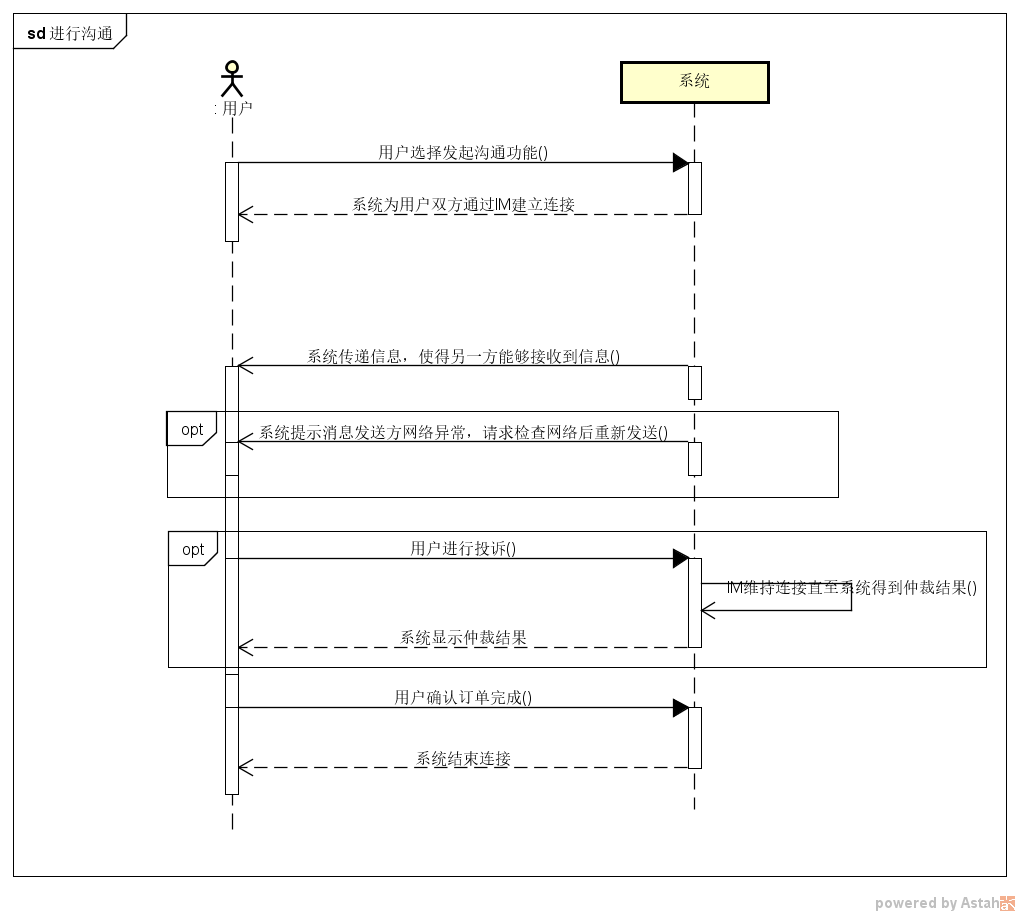 sd 进行沟通
: 用户
系统
用户选择发起沟通功能()
系统为用户双方通过IM建立连接
系统传递信息，使得另一方能够接收到信息()
opt
系统提示消息发送方网络异常，请求检查网络后重新发送()
opt
用户进行投诉()
IM维持连接直至系统得到仲裁结果()
系统显示仲裁结果
用户确认订单完成()
系统结束连接
powered by Astah